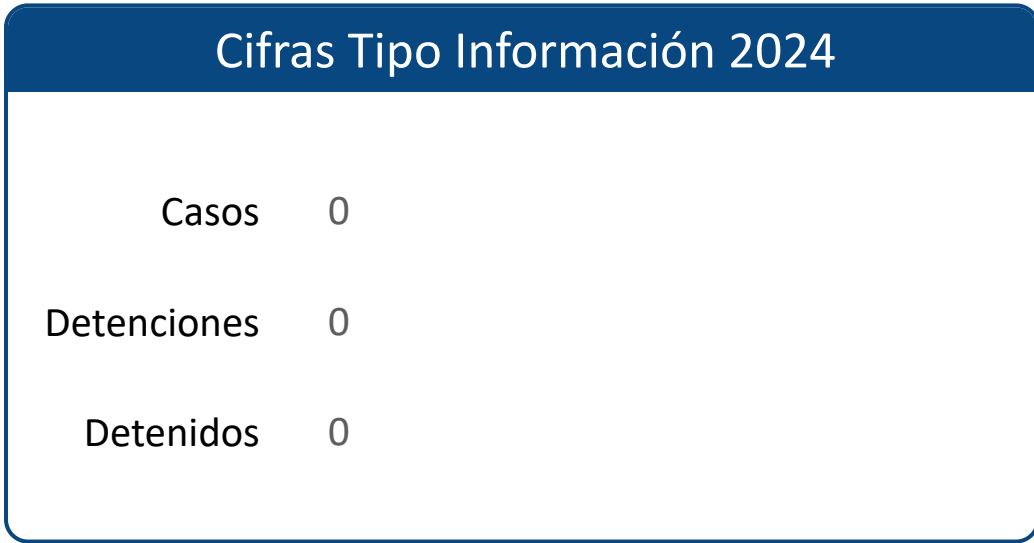 Cifras Tipo Información 2024
Casos 0
Detenciones 0
Detenidos 0